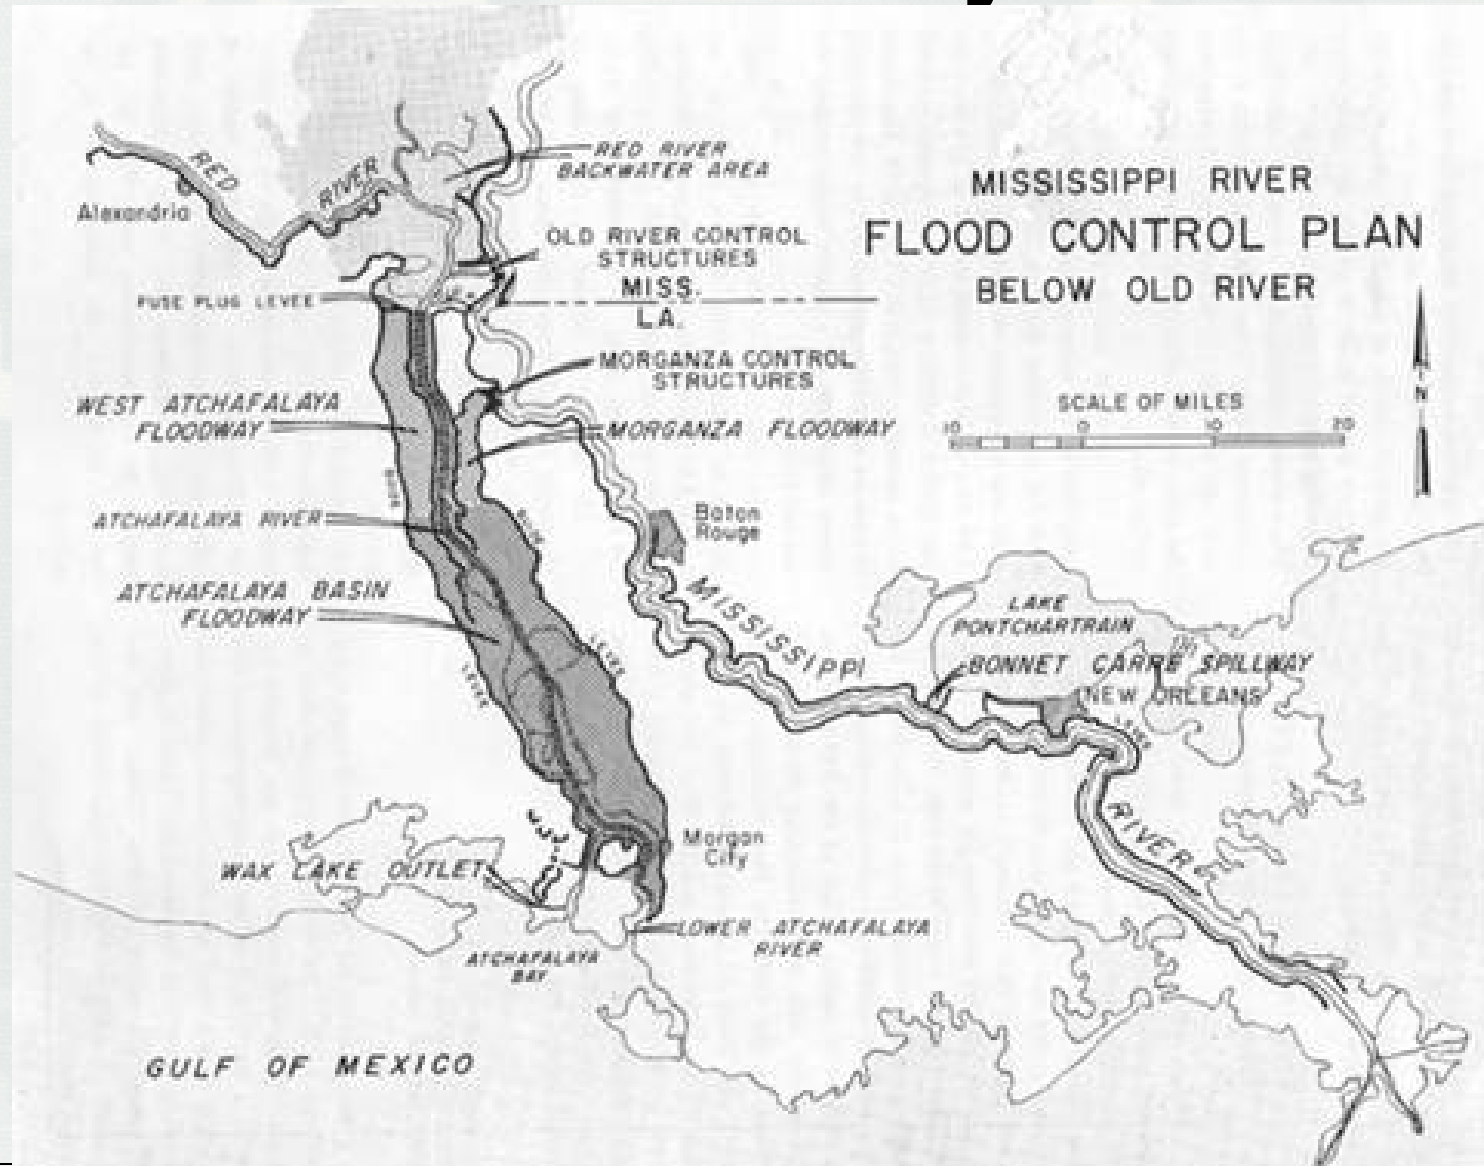 MISSISSIPPI RIVER
FLOOD CONTROL PLAN
BELOW OLD RIVER
RED RIVER
Alexandria
RED RIVER
BACKWATER AREA
OLD RIVER CONTROL
STRUCTURES
MISS.
LA.
FUSE PLUG LEVEE
MORGANZA CONTROL
STRUCTURES
N
SCALE OF MILES
10 0 10 20
WEST ATCHAFALAYA
FLOODWAY
MORGANZA FLOODWAY
ATCHAFALAYA RIVER
Baton
Rouge
ATCHAFALAYA BASIN
FLOODWAY
LEVEE
LEVEE
MISSISSIPPI
LAKE
PONTCHARTRAIN
BONNET CARRE SPILLWAY
NEW ORLEANS
RIVER
Morgan
City
WAX LAKE OUTLET
LOWER ATCHAFALAYA
RIVER
ATCHAFALAYA
BAY
GULF OF MEXICO